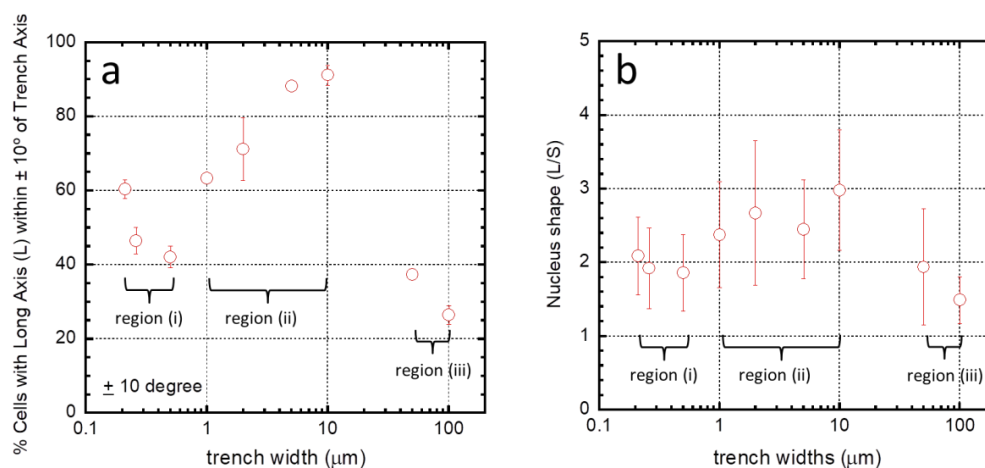 a
% Cells with Long Axis (L) within ± 10° of Trench Axis
100
80
60
40
20
0
region (i)
region (ii)
region (iii)
± 10 degree
0.1
1
10
100
trench width (μm)
b
Nucleus shape (L/S)
5
4
3
2
1
0
region (i)
region (ii)
region (iii)
0.1
1
10
100
trench widths (μm)